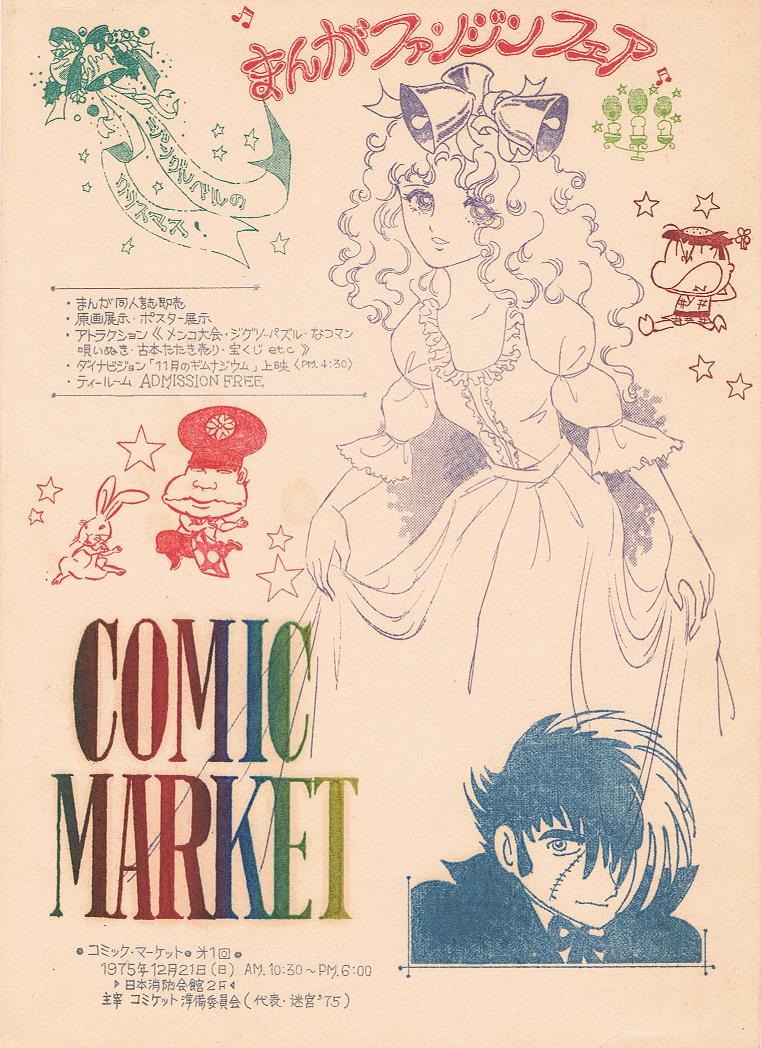 まんがファンジンフェア
ジングルベルの
クリスマス!
・まんが同人誌即売
・原画展示・ポスター展示
・アトラクション《メンコ大会・ジグソーパズル・なつマン
唄いぬき・古本たたき売り・宝くじ etc》
・ダイナビジョン「11月のギムナジウム」上映〈PM.4:30〉
・ティールーム ADMISSION FREE
COMIC
MARKET
●コミック・マーケット●㐧1回●
1975年12月21日(日) AM.10:30〜PM.6:00
▶日本消防会館2F◀
主宰 コミケット準備委員会(代表・迷宮'75)